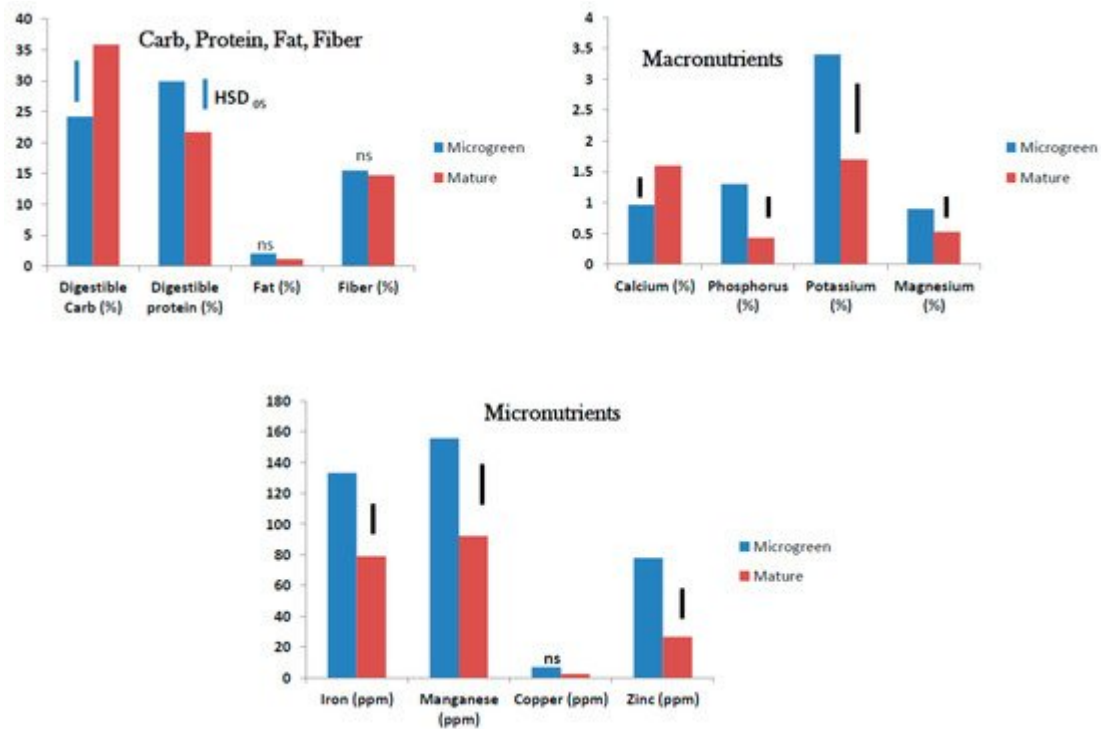 Carb, Protein, Fat, Fiber
40
35
30
25
20
15
10
5
0
HSD 05
ns
ns
Microgreen
Mature
Digestible Carb (%)
Digestible protein (%)
Fat (%)
Fiber (%)
Macronutrients
4
3.5
3
2.5
2
1.5
1
0.5
0
Microgreen
Mature
Calcium (%)
Phosphorus (%)
Potassium (%)
Magnesium (%)
Micronutrients
180
160
140
120
100
80
60
40
20
0
ns
Microgreen
Mature
Iron (ppm)
Manganese (ppm)
Copper (ppm)
Zinc (ppm)